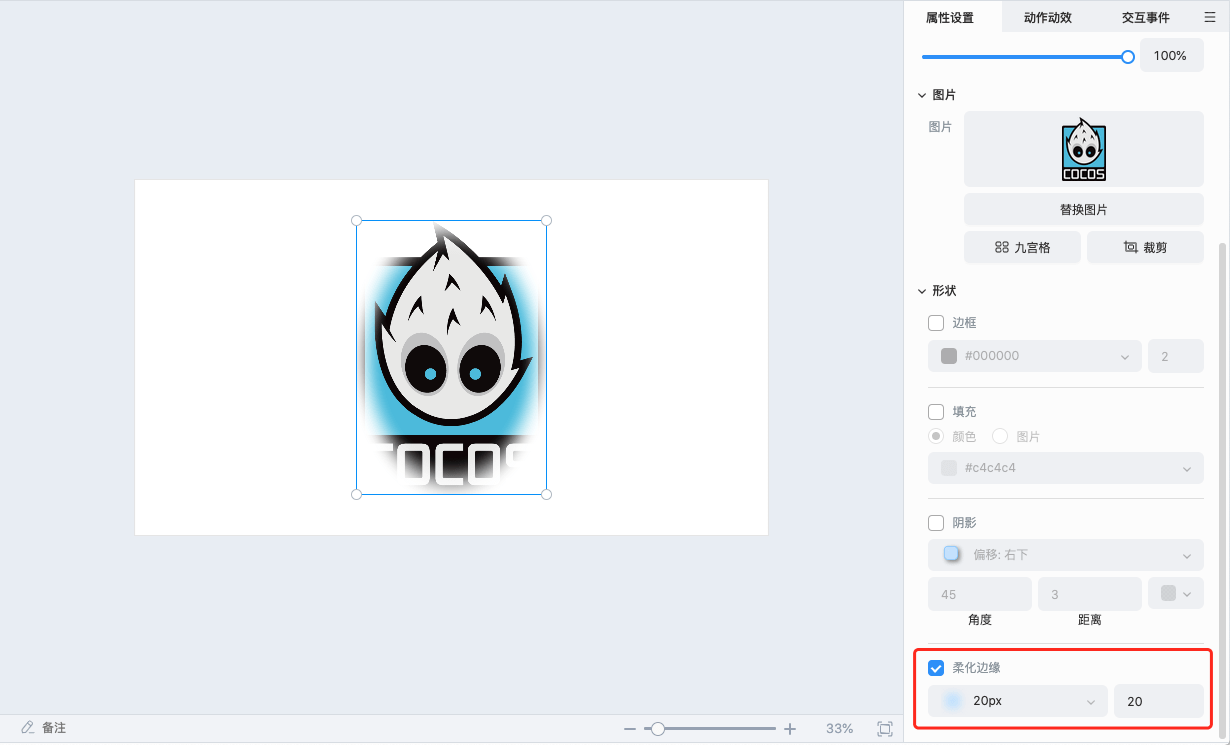 属性设置
动作动效
交互事件
100%
图片
图片
COCOS
替换图片
九宫格
裁剪
形状
边框
#000000
2
填充
颜色
图片
#c4c4c4
阴影
偏移: 右下
45
3
角度
距离
柔化边缘
20px
20
COCOS
备注
33%